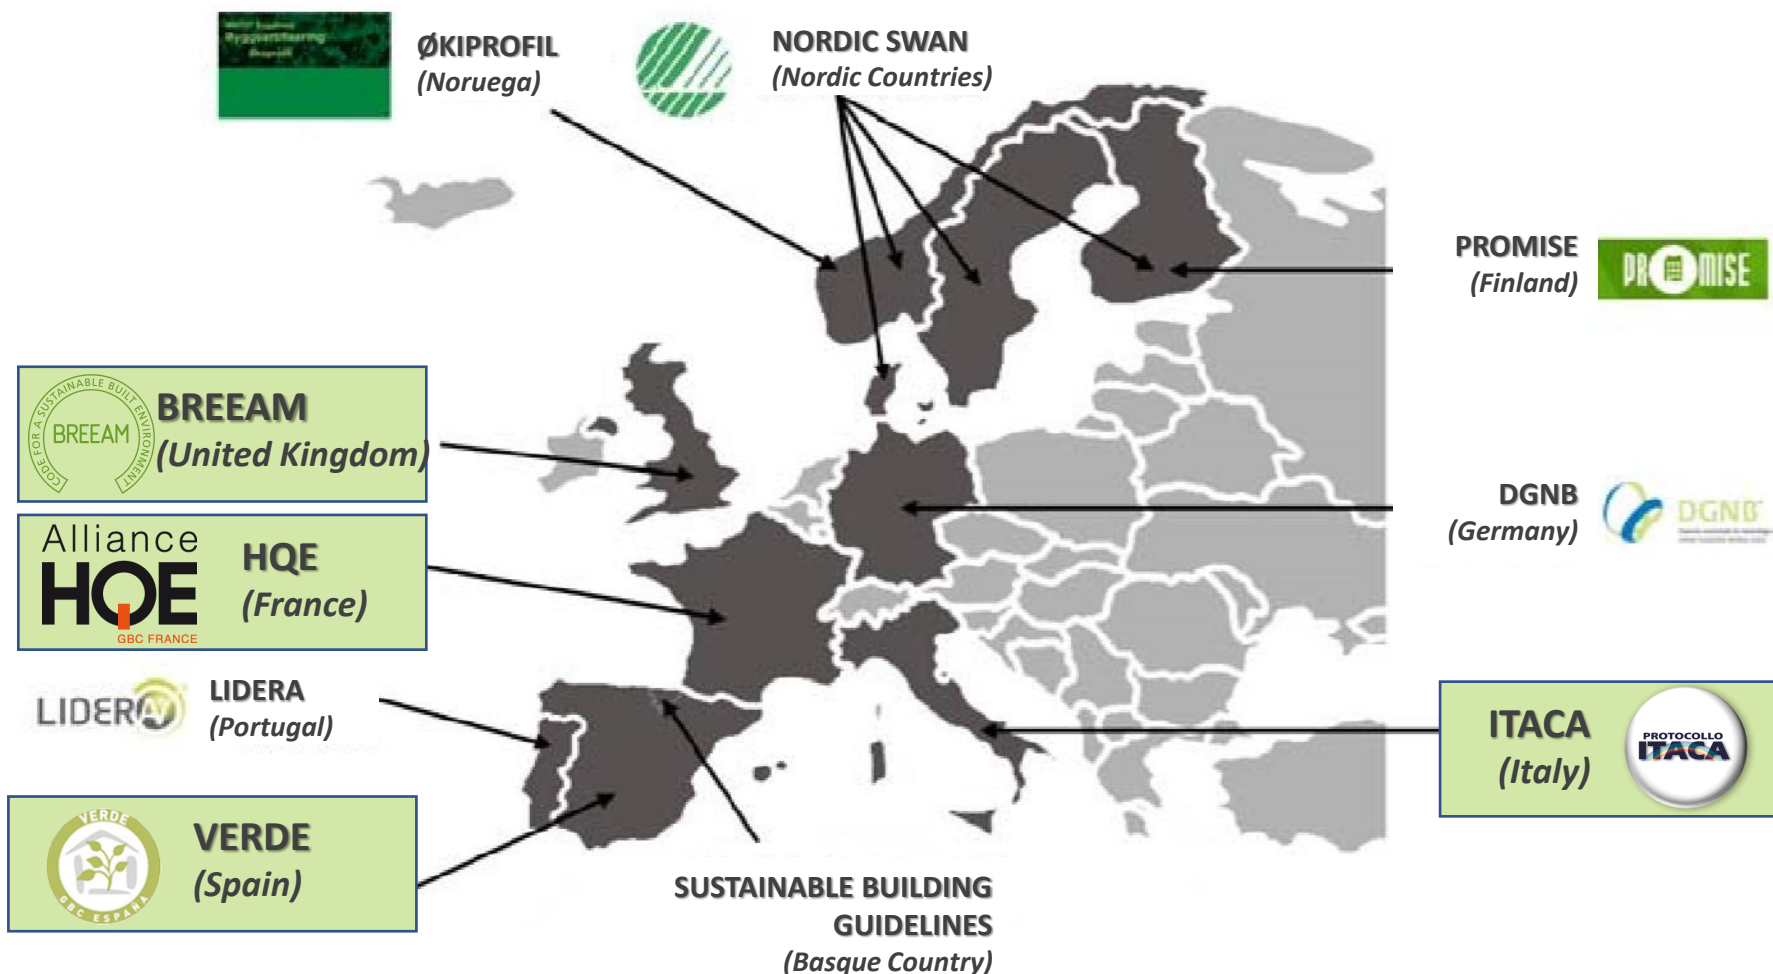 Byggsertifisering
ØKIPROFIL
(Noruega)
NORDIC SWAN
(Nordic Countries)
PROMISE
(Finland)
PROMISE
CODE FOR A SUSTAINABLE BUILT ENVIRONMENT
BREEAM
BREEAM
(United Kingdom)
DGNB
(Germany)
DGNB
Alliance
HQE
GBC FRANCE
HQE
(France)
LIDERA
LIDERA
(Portugal)
ITACA
(Italy)
PROTOCOLLO
ITACA
VERDE
GBC ESPAÑA
VERDE
(Spain)
SUSTAINABLE BUILDING
GUIDELINES
(Basque Country)